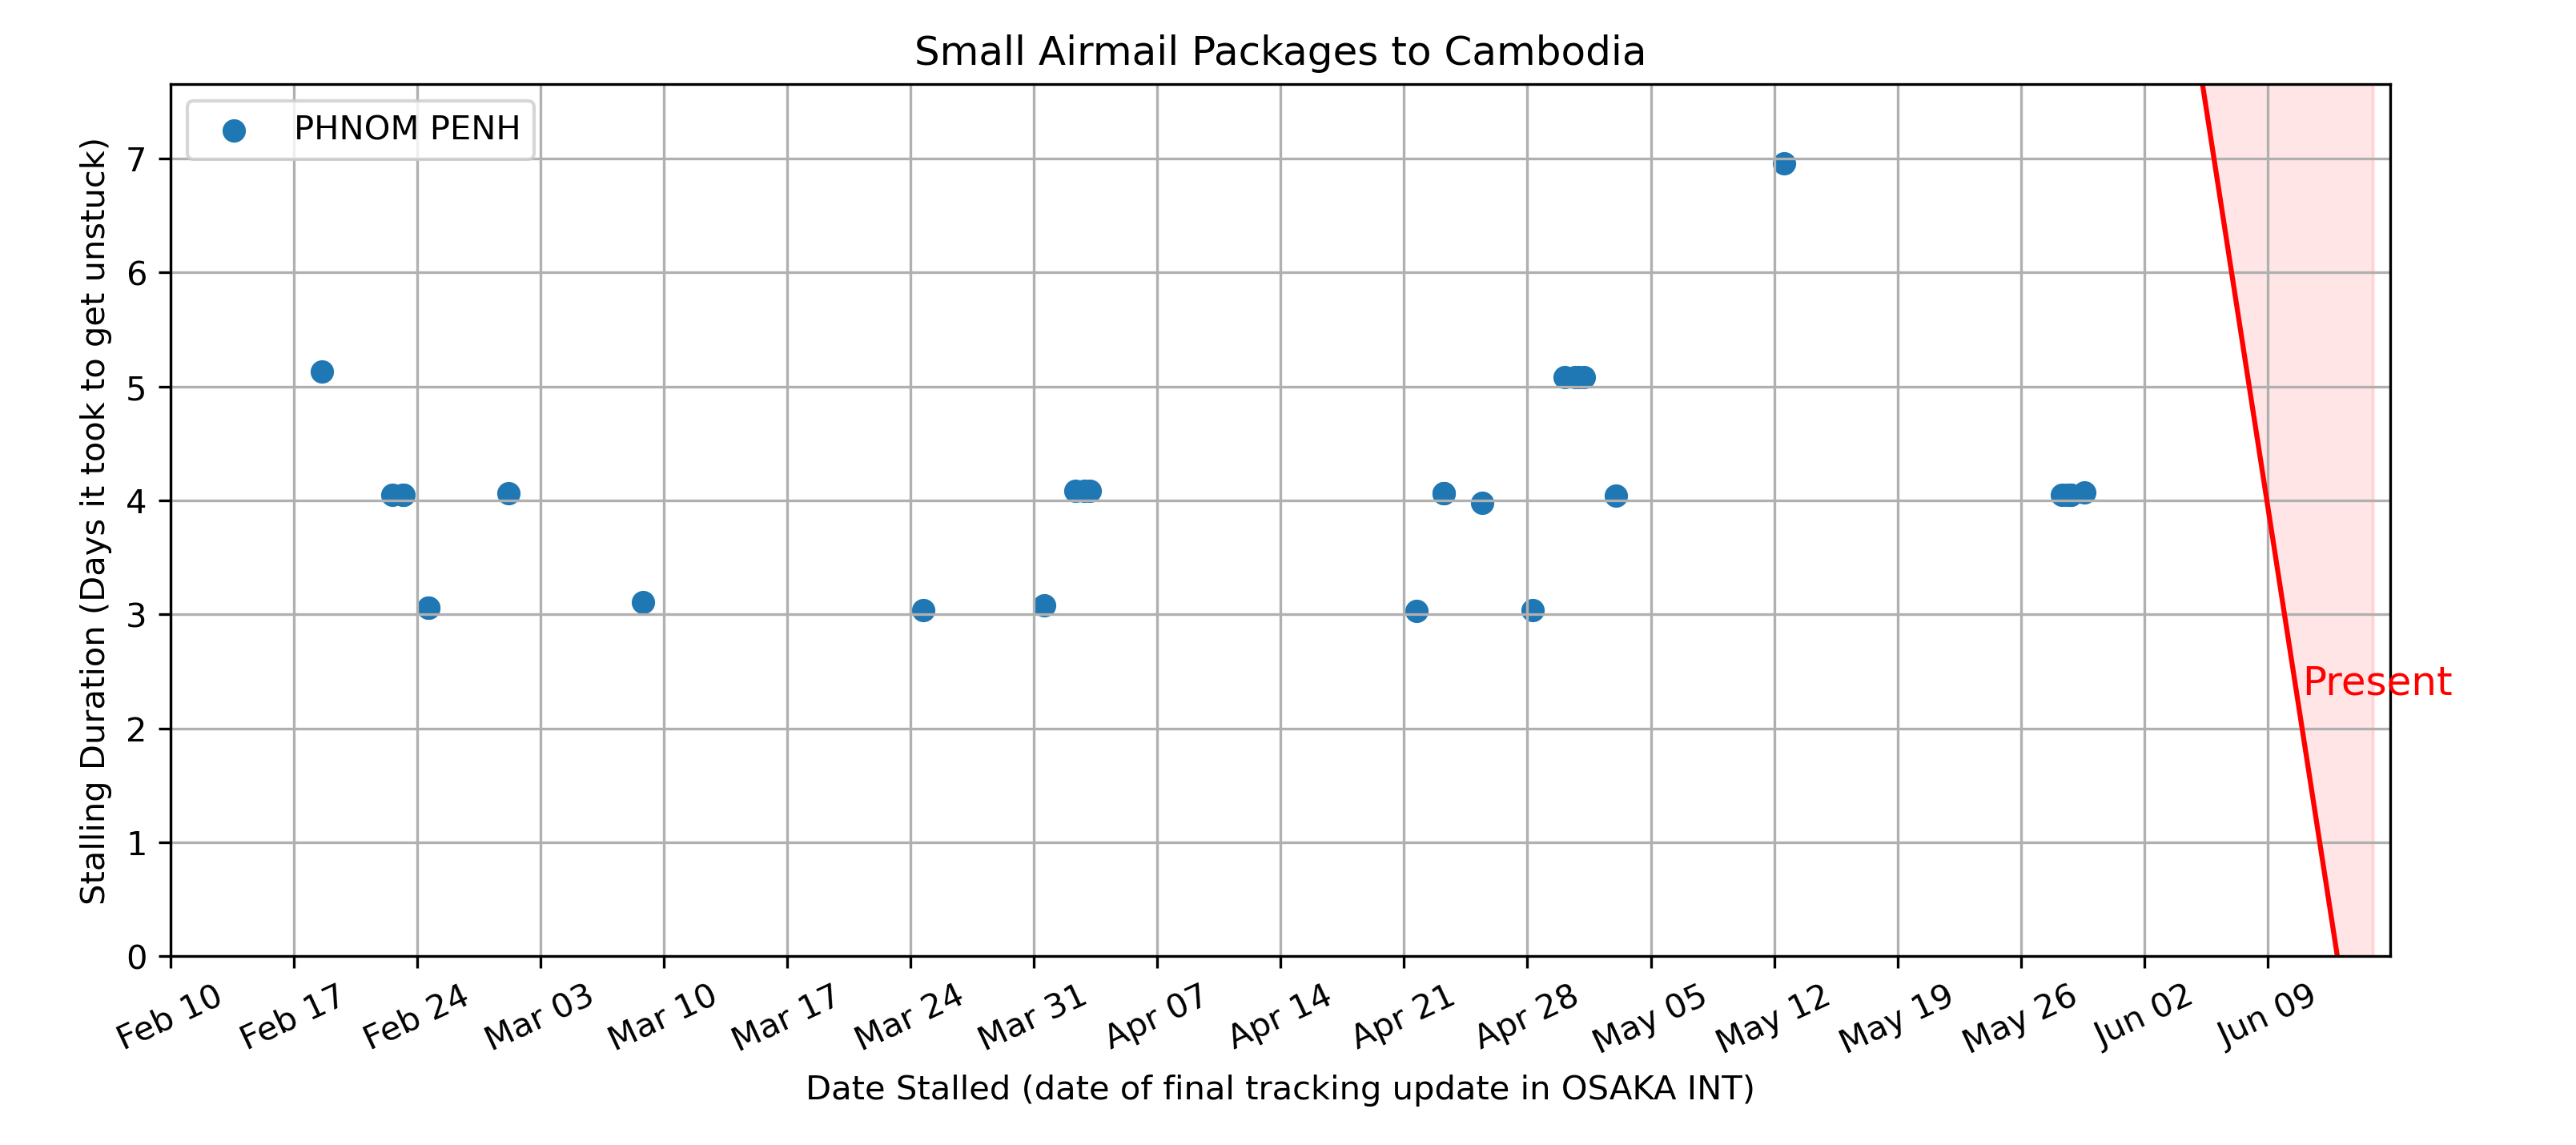 Small Airmail Packages to Cambodia
PHNOM PENH
Stalling Duration (Days it took to get unstuck)
7
6
5
4
3
2
1
0
Present
Feb 10
Feb 17
Feb 24
Mar 03
Mar 10
Mar 17
Mar 24
Mar 31
Apr 07
Apr 14
Apr 21
Apr 28
May 05
May 12
May 19
May 26
Jun 02
Jun 09
Date Stalled (date of final tracking update in OSAKA INT)